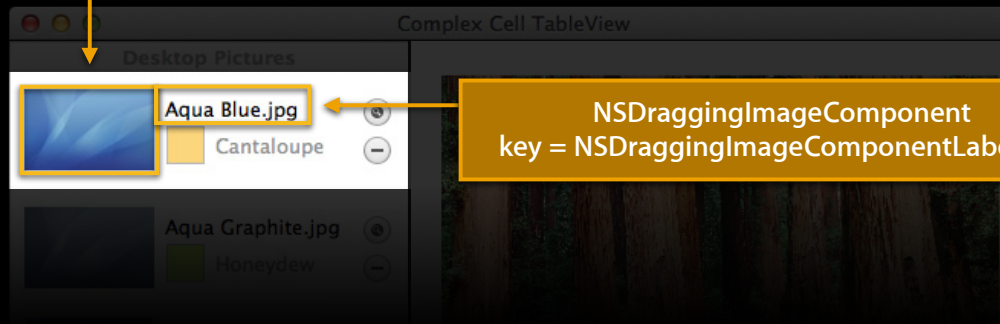 Complex Cell TableView
Desktop Pictures
Aqua Blue.jpg
Cantaloupe
NSDraggingImageComponent
key = NSDraggingImageComponentLabe
Aqua Graphite.jpg
Honeydew